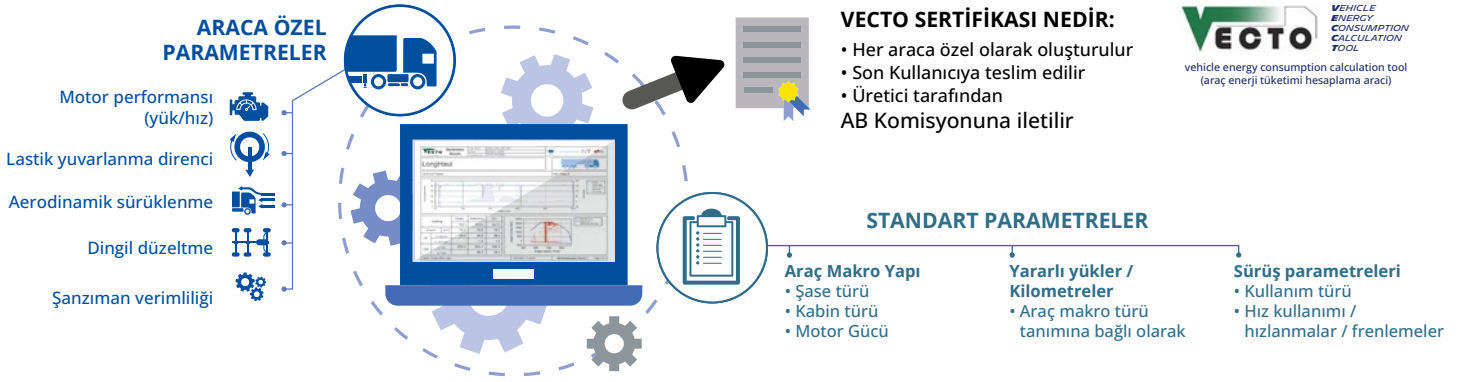 ARACA ÖZEL
PARAMETRELER
Motor performansı
(yük/hız)
Lastik yuvarlanma direnci
Aerodinamik sürüklenme
Dingil düzeltme
Şanzıman verimliliği
VECTO
LongHaul
VECTO SERTİFİKASI NEDİR:
• Her araca özel olarak oluşturulur
• Son Kullanıcıya teslim edilir
• Üretici tarafından
AB Komisyonuna iletilir
VECTO
VEHICLE
ENERGY
CONSUMPTION
CALCULATION
TOOL
vehicle energy consumption calculation tool
(araç enerji tüketimi hesaplama araci)
STANDART PARAMETRELER
Araç Makro Yapı
• Şase türü
• Kabin türü
• Motor Gücü
Yararlı yükler /
Kilometreler
• Araç makro türü
tanımına bağlı olarak
Sürüş parametreleri
• Kullanım türü
• Hız kullanımı /
hızlanmalar / frenlemeler